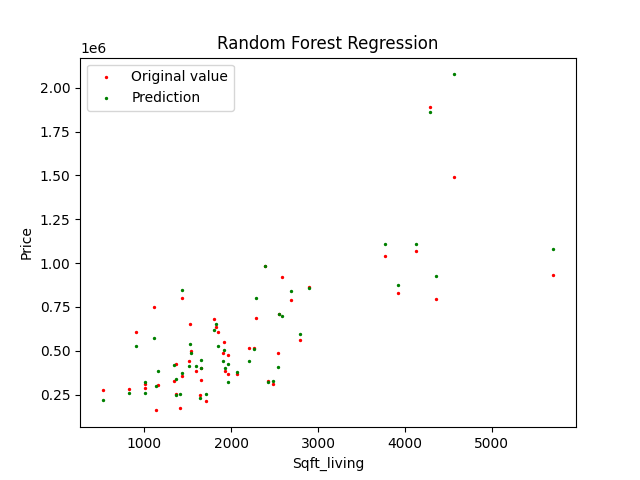 Random Forest Regression
1e6
Original value
Prediction
2.00
1.75
1.50
1.25
1.00
0.75
0.50
0.25
Price
1000 2000 3000 4000 5000
Sqft_living